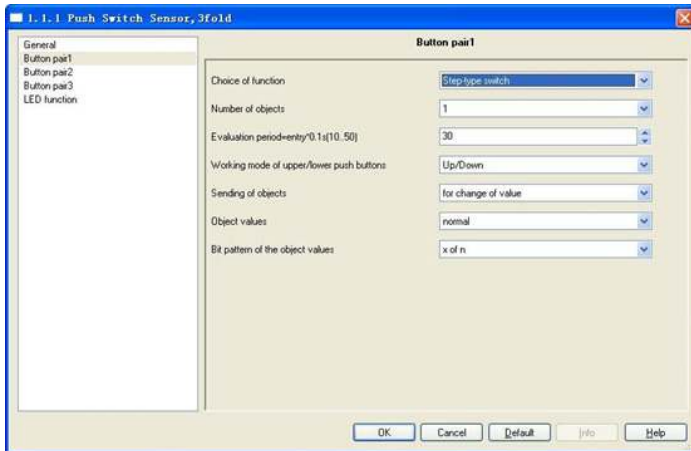 1.1.1 Push Switch Sensor,3fold
General
Button pair1
Button pair2
Button pair3
LED function
Button pair1
Choice of function Step-type switch
Number of objects 1
Evaluation period=entry*0.1s(10..50) 30
Working mode of upper/lower push buttons Up/Down
Sending of objects for change of value
Object values normal
Bit pattern of the object values x of n
OK Cancel Default Info Help